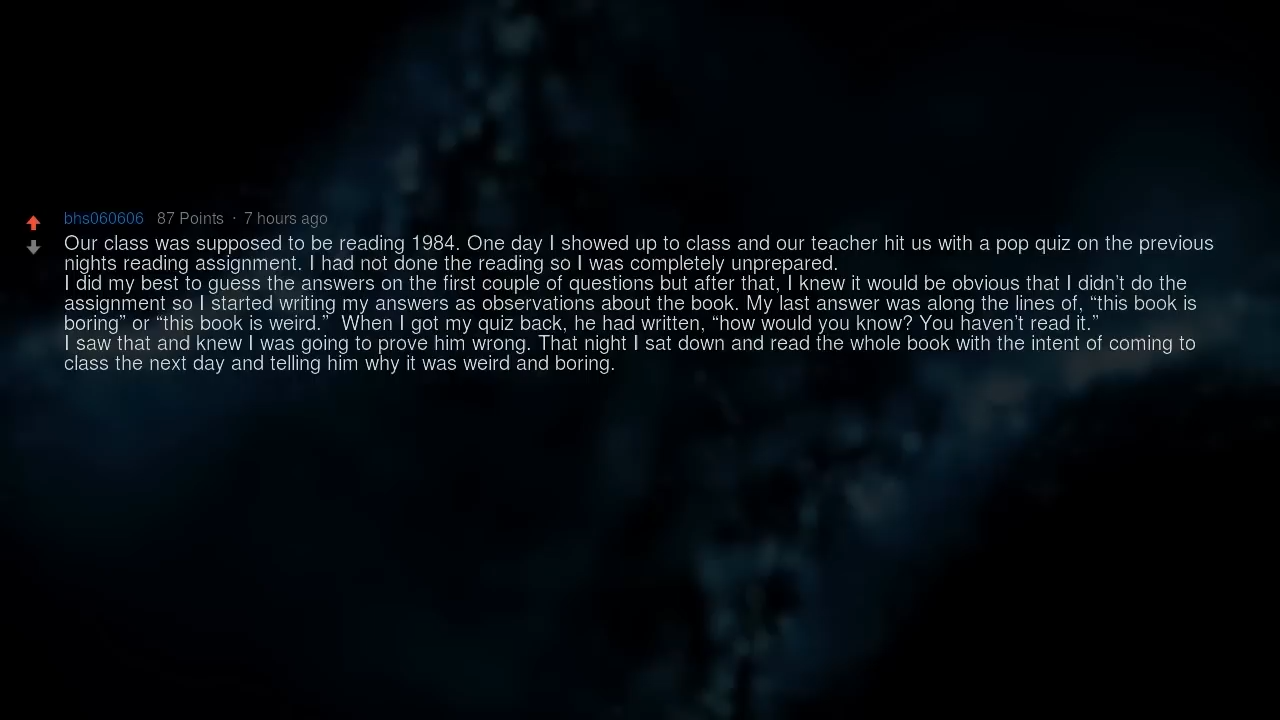 bhs060606 87 Points · 7 hours ago
Our class was supposed to be reading 1984. One day I showed up to class and our teacher hit us with a pop quiz on the previous
nights reading assignment. I had not done the reading so I was completely unprepared.
I did my best to guess the answers on the first couple of questions but after that, I knew it would be obvious that I didn’t do the
assignment so I started writing my answers as observations about the book. My last answer was along the lines of, “this book is
boring” or “this book is weird.”  When I got my quiz back, he had written, “how would you know? You haven’t read it.”
I saw that and knew I was going to prove him wrong. That night I sat down and read the whole book with the intent of coming to
class the next day and telling him why it was weird and boring.